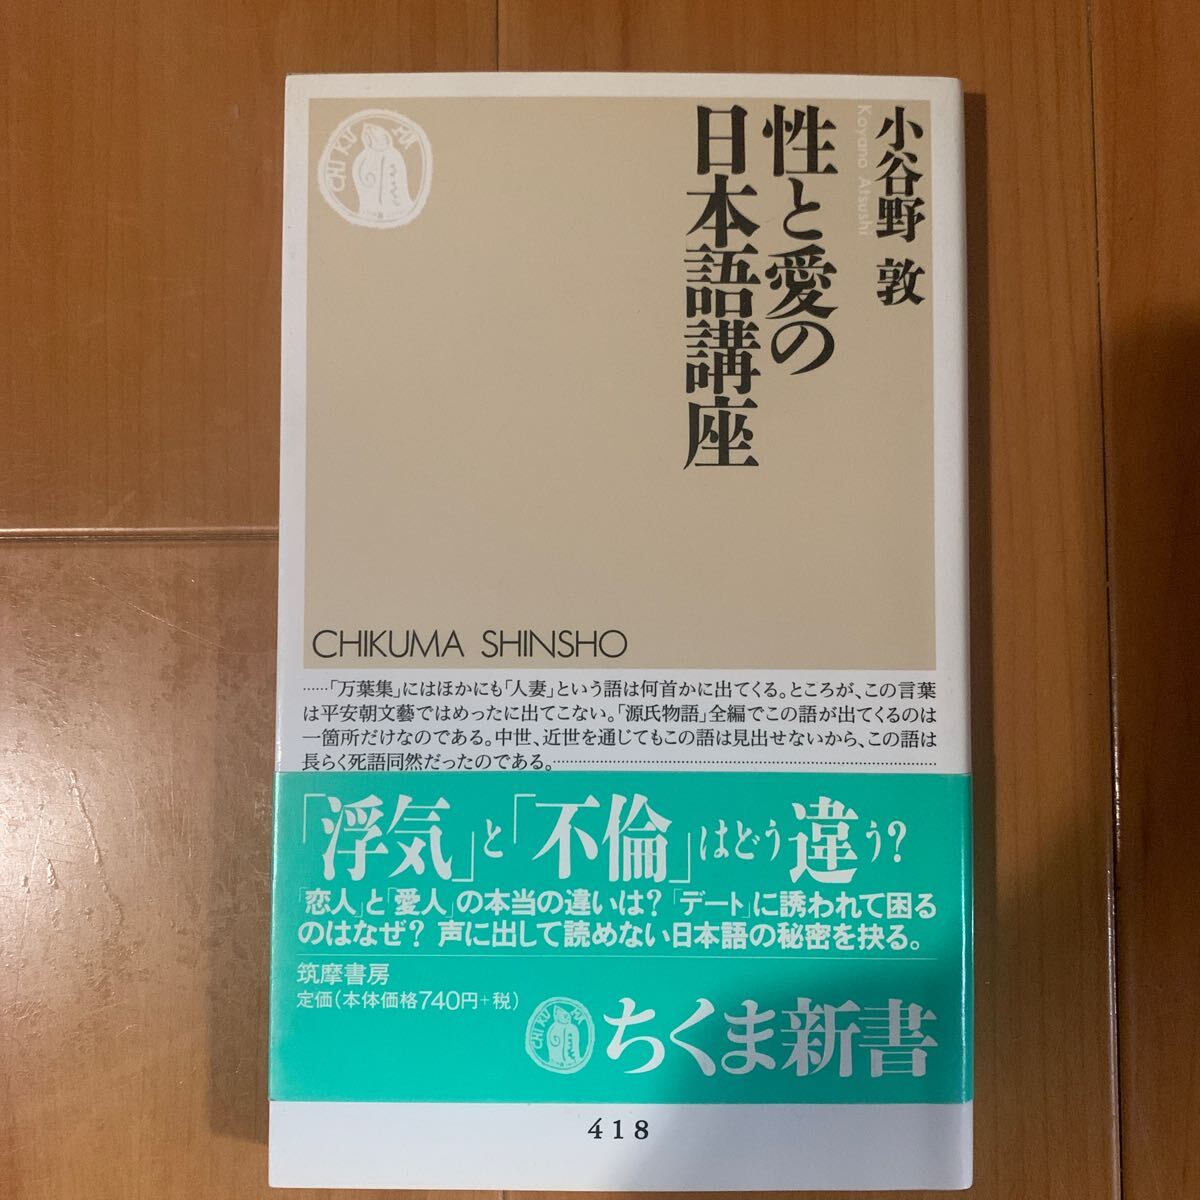 小谷野 敦
Koyano Atsushi
性と愛の
日本語講座
CHIKUMA
CHIKUMA SHINSHO
……「万葉集」にはほかにも「人妻」という語は何首かに出てくる。ところが、この言葉
は平安朝文藝ではめったに出てこない。「源氏物語」全編でこの語が出てくるのは
一箇所だけなのである。中世、近世を通じてもこの語は見出せないから、この語は
長らく死語同然だったのである。……
「浮気」と「不倫」はどう違う?
「恋人」と「愛人」の本当の違いは?「デート」に誘われて困る
のはなぜ? 声に出して読めない日本語の秘密を抉る。
筑摩書房
定価(本体価格740円+税)
CHIKUMA
ちくま新書
418